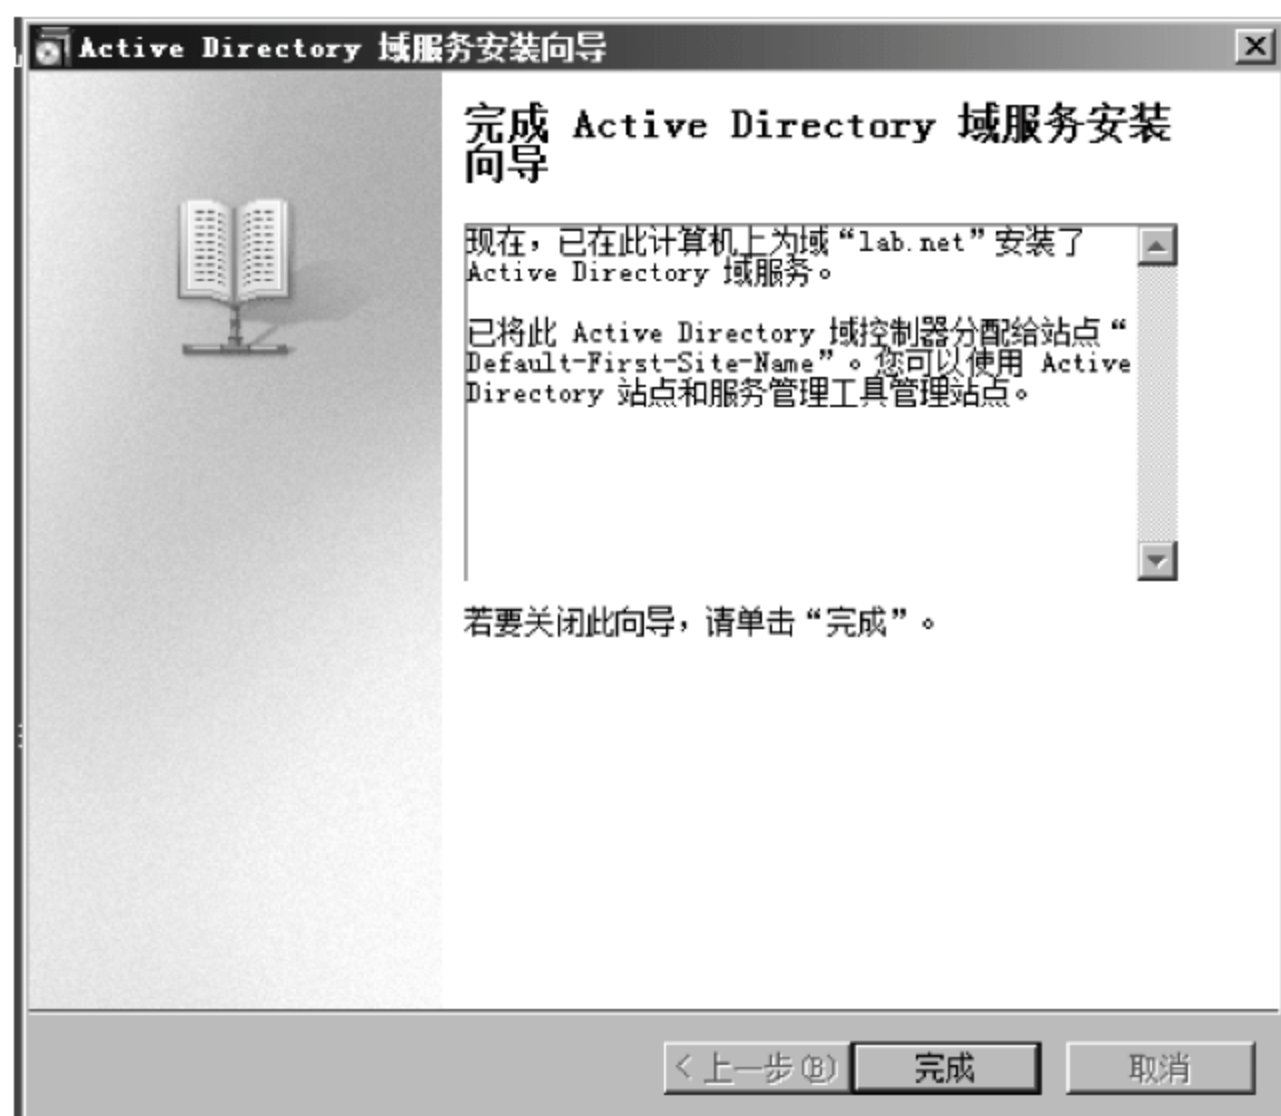 Active Directory 域服务安装向导
完成 Active Directory 域服务安装
向导
现在，已在此计算机上为域“lab.net”安装了
Active Directory 域服务。
已将此 Active Directory 域控制器分配给站点“
Default-First-Site-Name”。您可以使用 Active
Directory 站点和服务管理工具管理站点。
若要关闭此向导，请单击“完成”。
< 上一步(B)
完成
取消